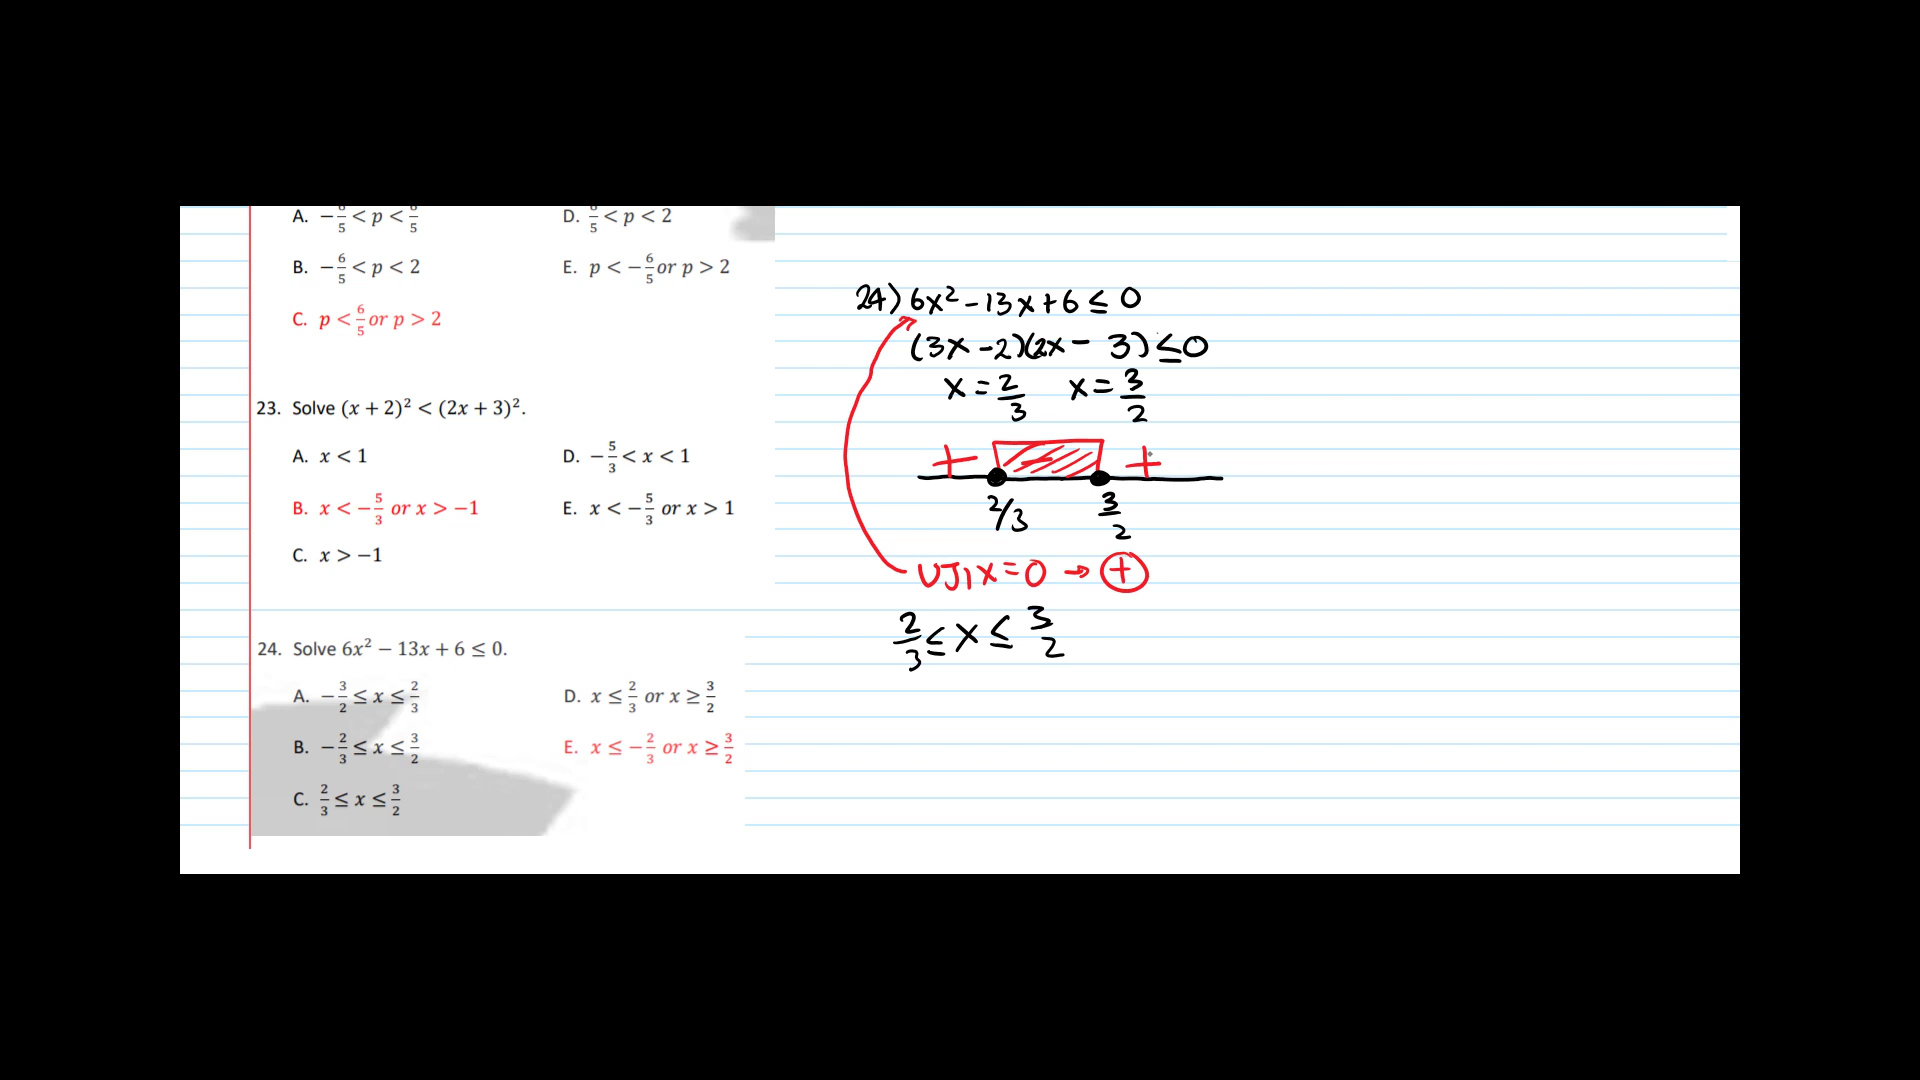 A. −6/5 < p < 6/5
D. 6/5 < p < 2
B. −6/5 < p < 2
E. p < −6/5 or p > 2
C. p < 6/5 or p > 2
23. Solve (x + 2)² < (2x + 3)².
A. x < 1
D. −5/3 < x < 1
B. x < −5/3 or x > −1
E. x < −5/3 or x > 1
C. x > −1
24. Solve 6x² − 13x + 6 ≤ 0.
A. −3/2 ≤ x ≤ 2/3
D. x ≤ 2/3 or x ≥ 3/2
B. −2/3 ≤ x ≤ 3/2
E. x ≤ −2/3 or x ≥ 3/2
C. 2/3 ≤ x ≤ 3/2
24) 6x² − 13x + 6 ≤ 0
(3x − 2)(2x − 3) ≤ 0
x = 2/3 x = 3/2
+ − +
2/3 3/2
UJI x = 0 → +
2/3 ≤ x ≤ 3/2